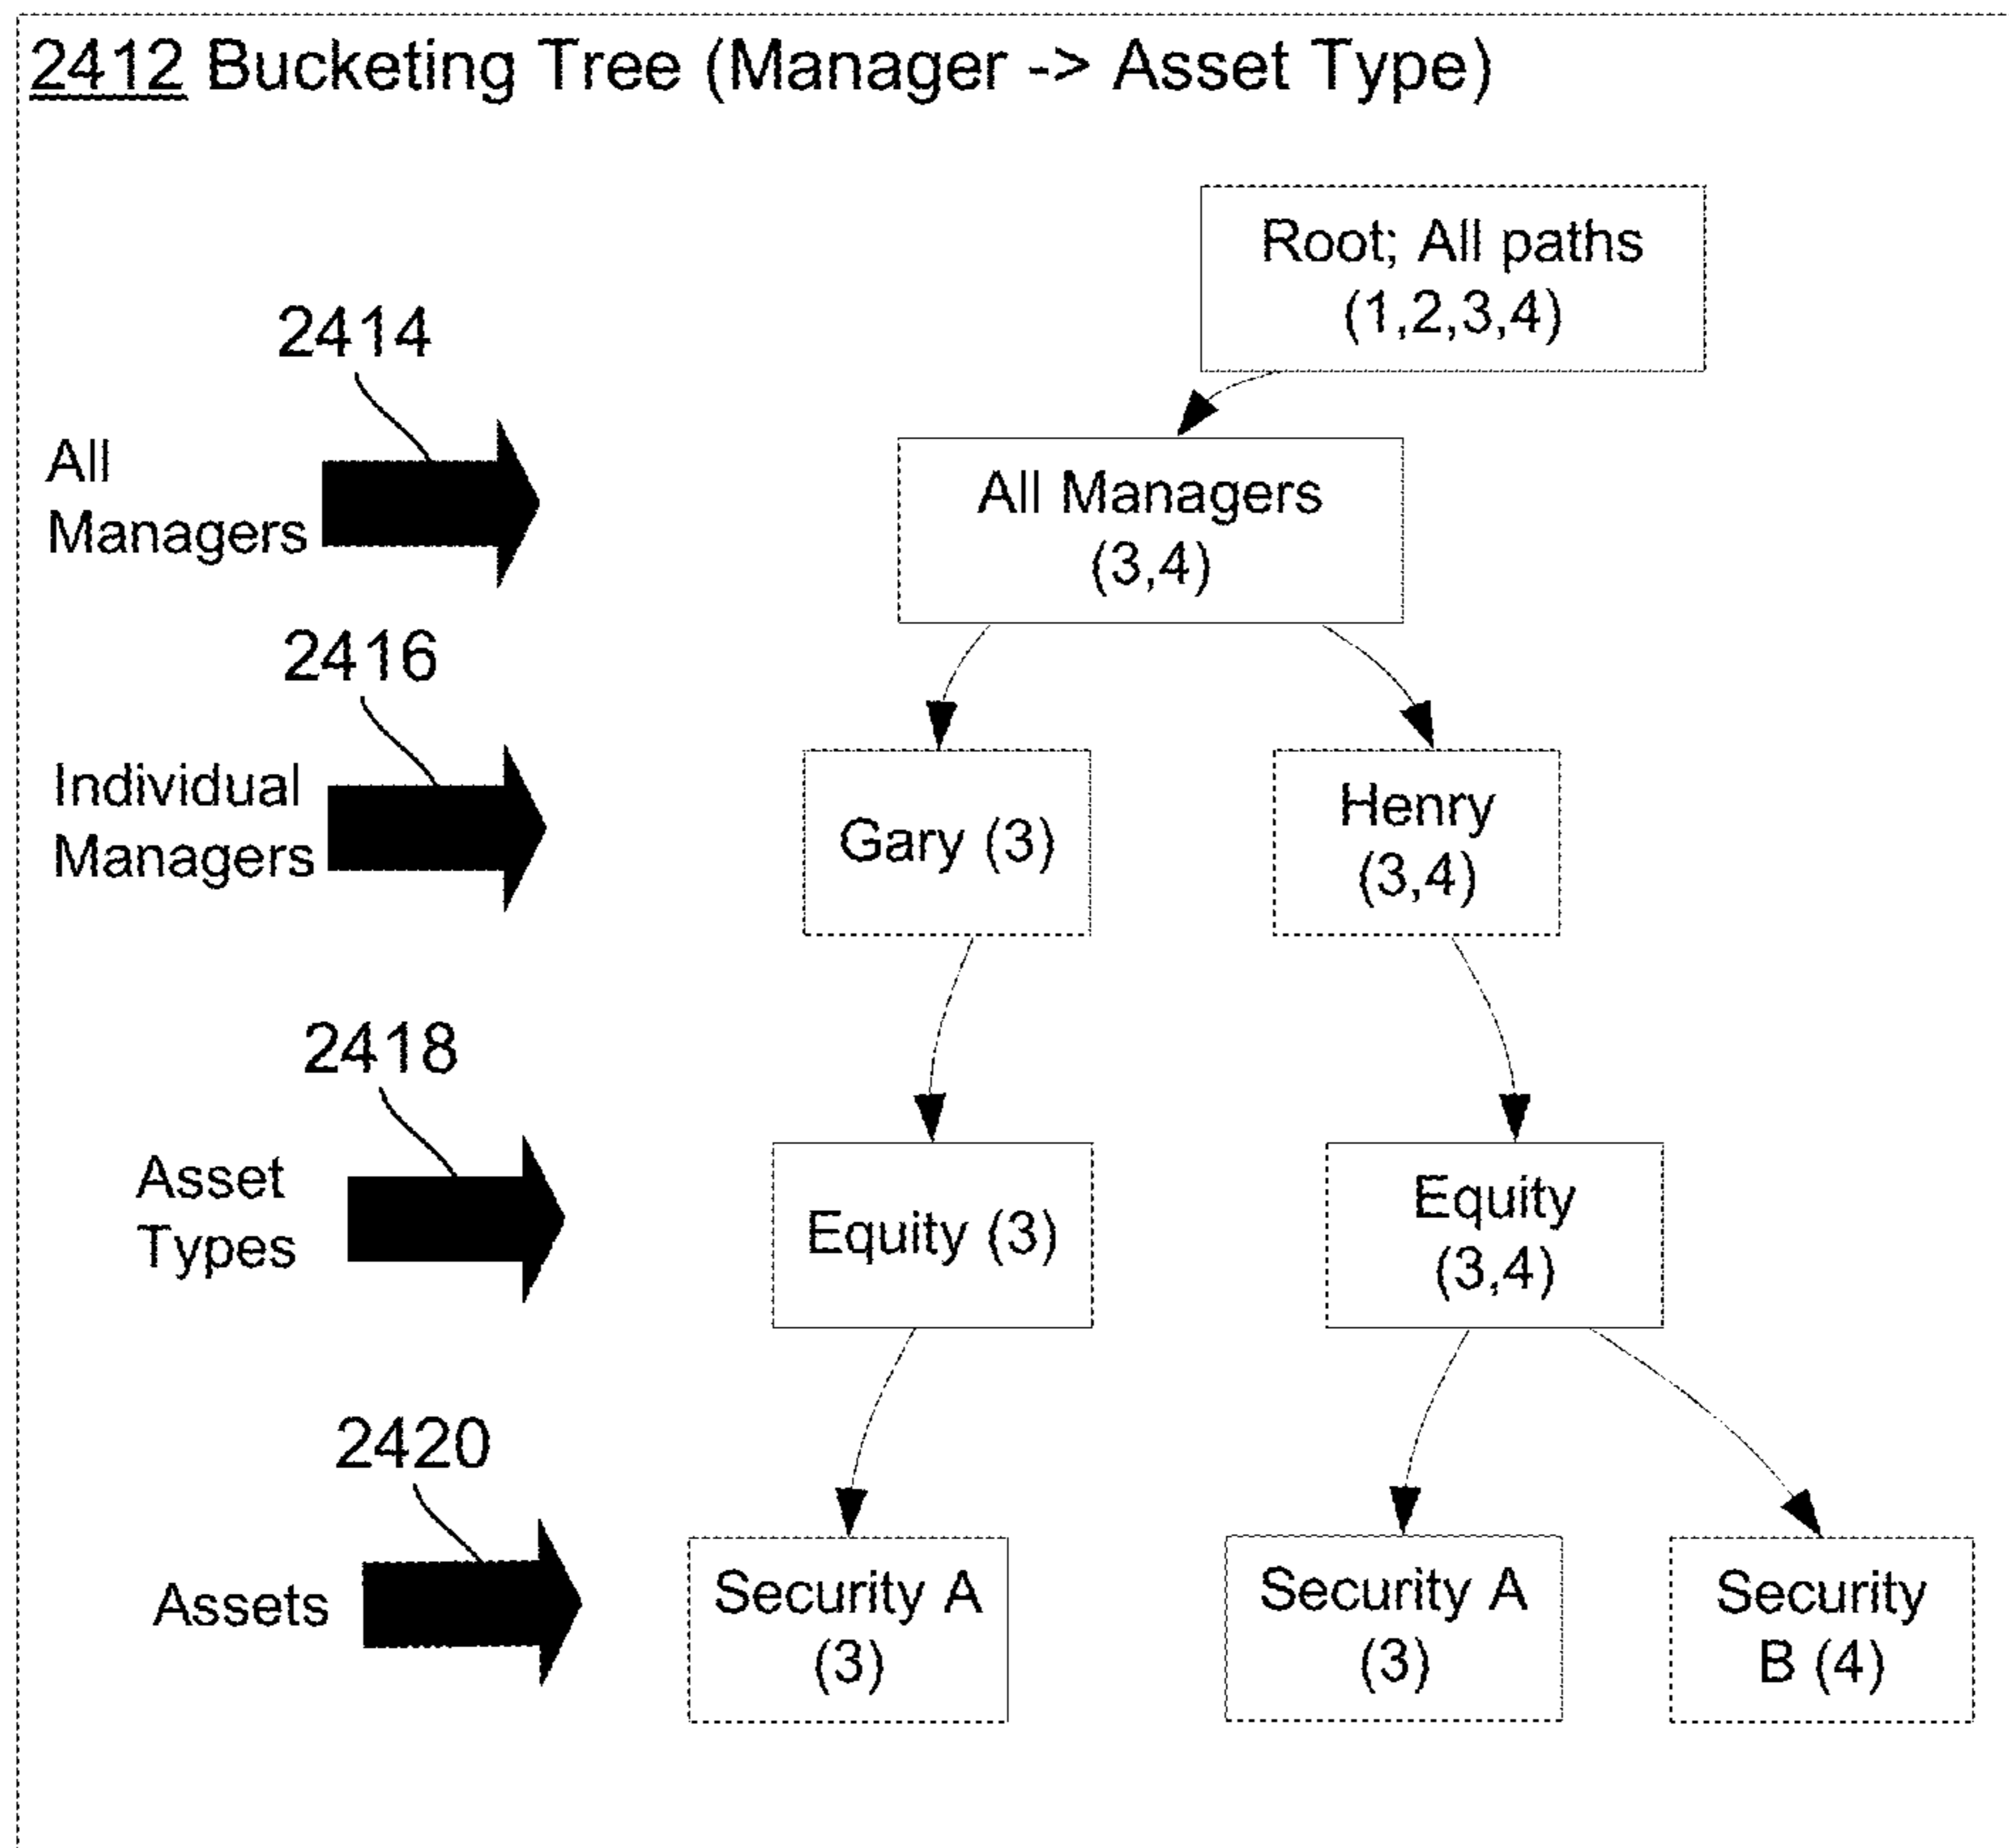 2412 Bucketing Tree (Manager -> Asset Type)
Root; All paths
(1,2,3,4)
2414
All
Managers
All Managers
(3,4)
2416
Individual
Managers
Gary (3)
Henry
(3,4)
2418
Asset
Types
Equity (3)
Equity
(3,4)
2420
Assets
Security A
(3)
Security A
(3)
Security
B (4)